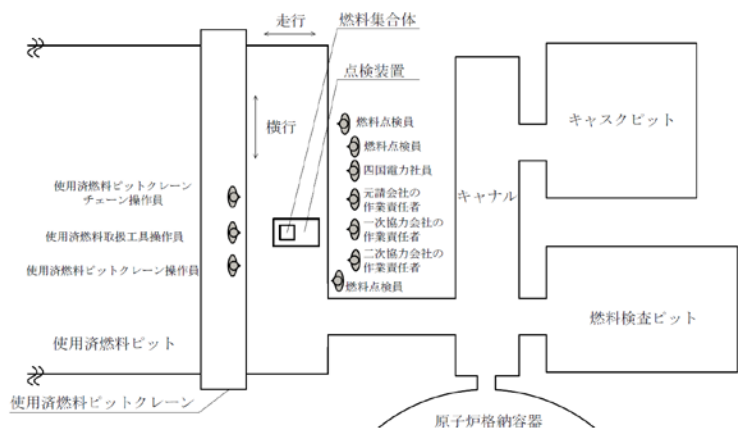 走行
燃料集合体
点検装置
横行
燃料点検員
燃料点検員
四国電力社員
元請会社の
作業責任者
一次協力会社の
作業責任者
二次協力会社の
作業責任者
燃料点検員
使用済燃料ピットクレーン
チェーン操作員
使用済燃料取扱工具操作員
使用済燃料ピットクレーン操作員
キャナル
キャスクピット
燃料検査ピット
使用済燃料ピット
使用済燃料ピットクレーン
原子炉格納容器